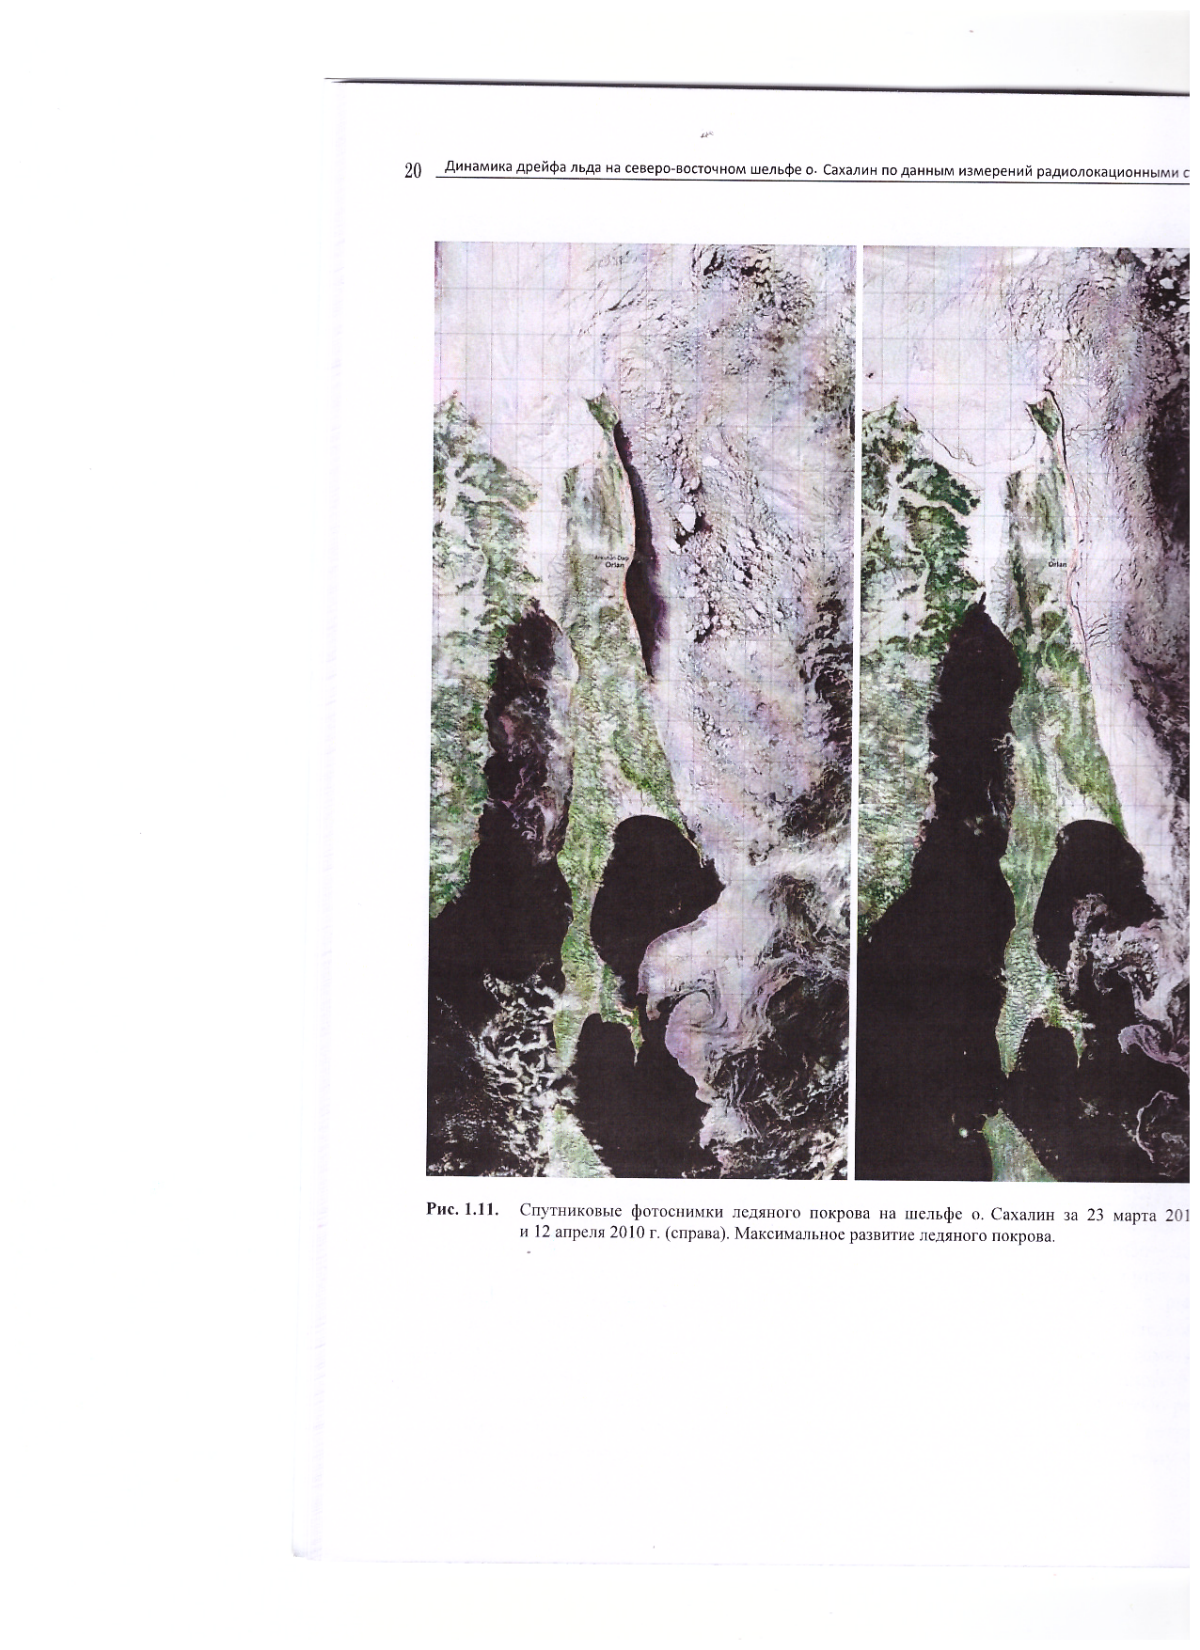 20 Динамика дрейфа льда на северо-восточном шельфе о. Сахалин по данным измерений радиолокационными с
Orlan
Orlan
Рис. 1.11. Спутниковые фотоснимки ледяного покрова на шельфе о. Сахалин за 23 марта 201
и 12 апреля 2010 г. (справа). Максимальное развитие ледяного покрова.